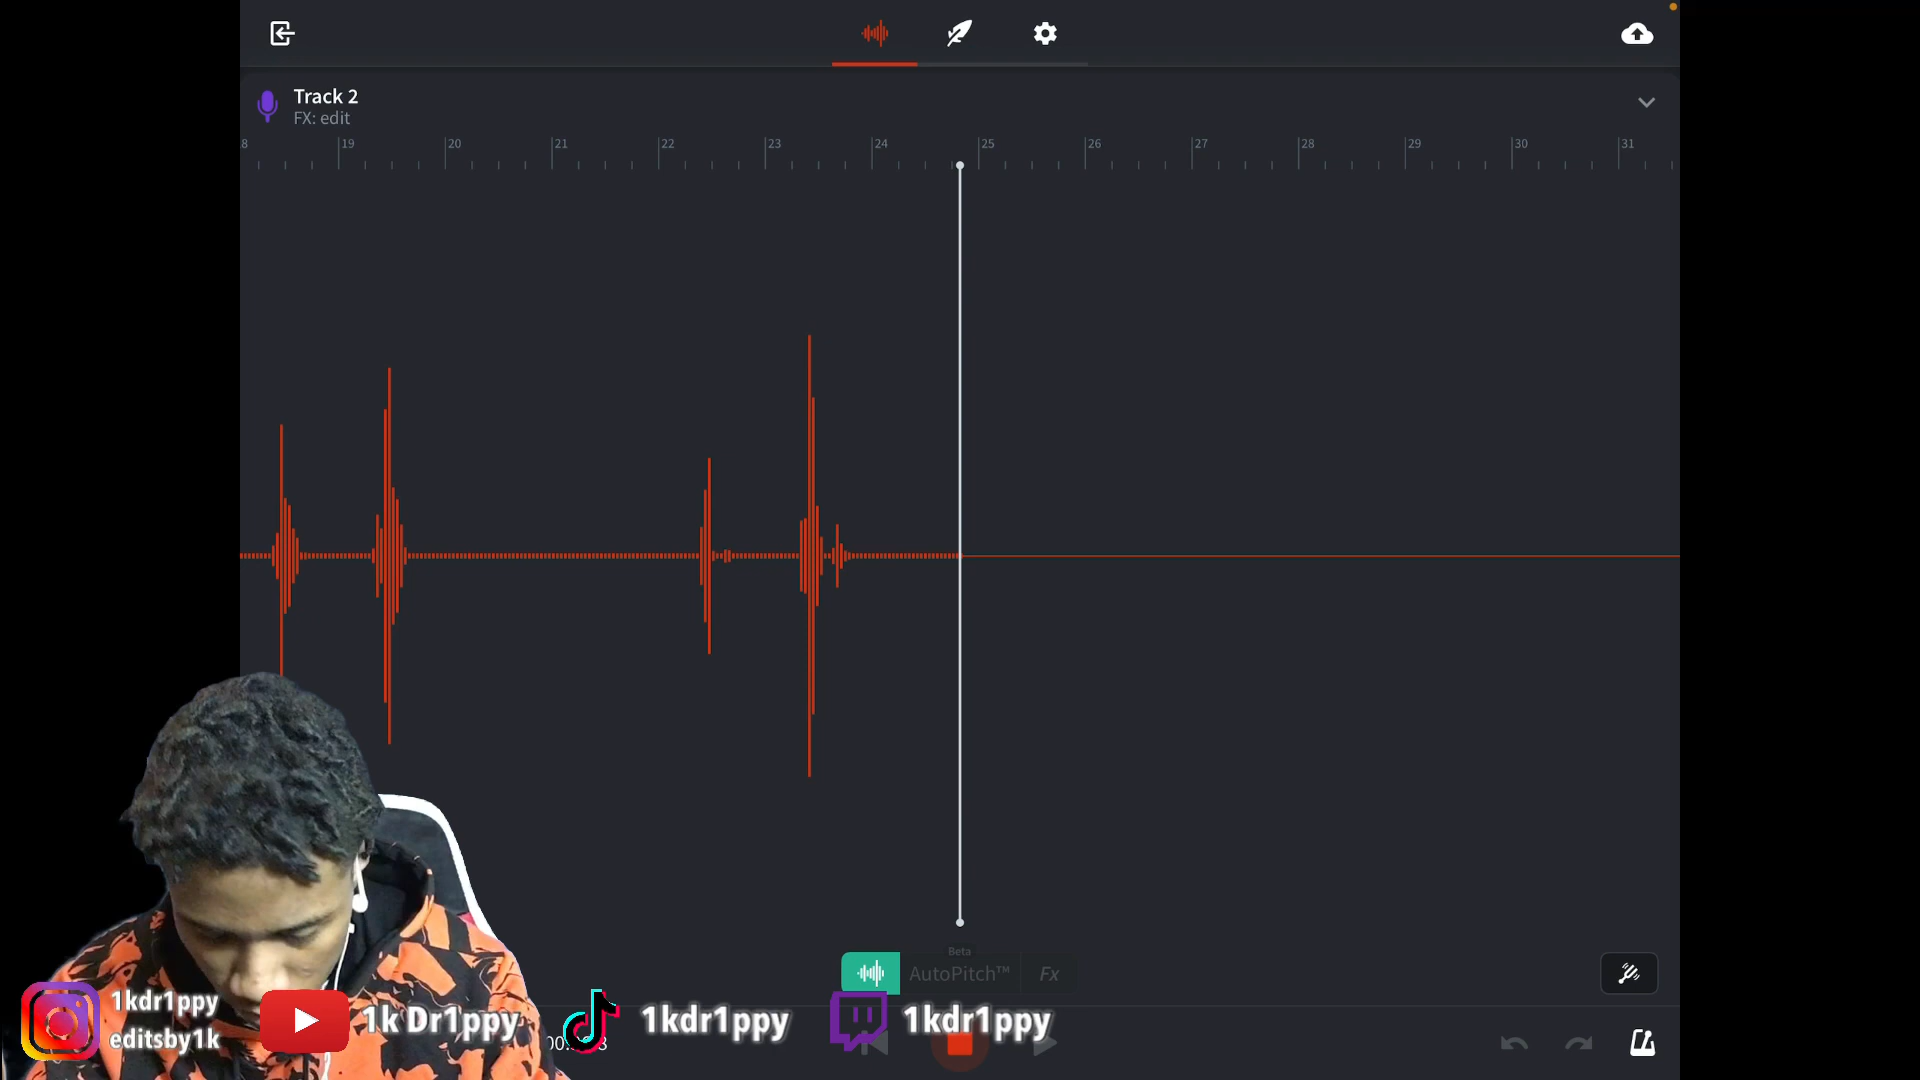 Track 2
FX: edit
8 19 20 21 22 23 24 25 26 27 28 29 30 31
Beta
AutoPitch™ Fx
1kdr1ppy
editsby1k
1k Dr1ppy
1kdr1ppy
1kdr1ppy